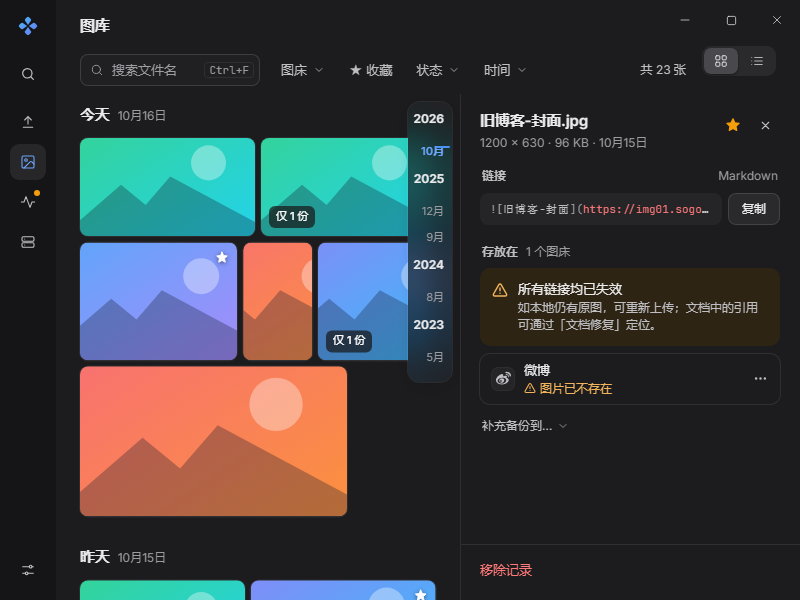 图库
搜索文件名 Ctrl+F
图床
★ 收藏
状态
时间
共 23 张
今天 10月16日
仅 1 份
仅 1 份
昨天 10月15日
2026
10月
2025
12月
9月
2024
8月
2023
5月
旧博客-封面.jpg
1200 × 630 · 96 KB · 10月15日
链接 Markdown
![旧博客-封面](https://img01.sogo…
复制
存放在 1 个图床
所有链接均已失效
如本地仍有原图，可重新上传；文档中的引用
可通过「文档修复」定位。
微博
图片已不存在
补充备份到…
移除记录